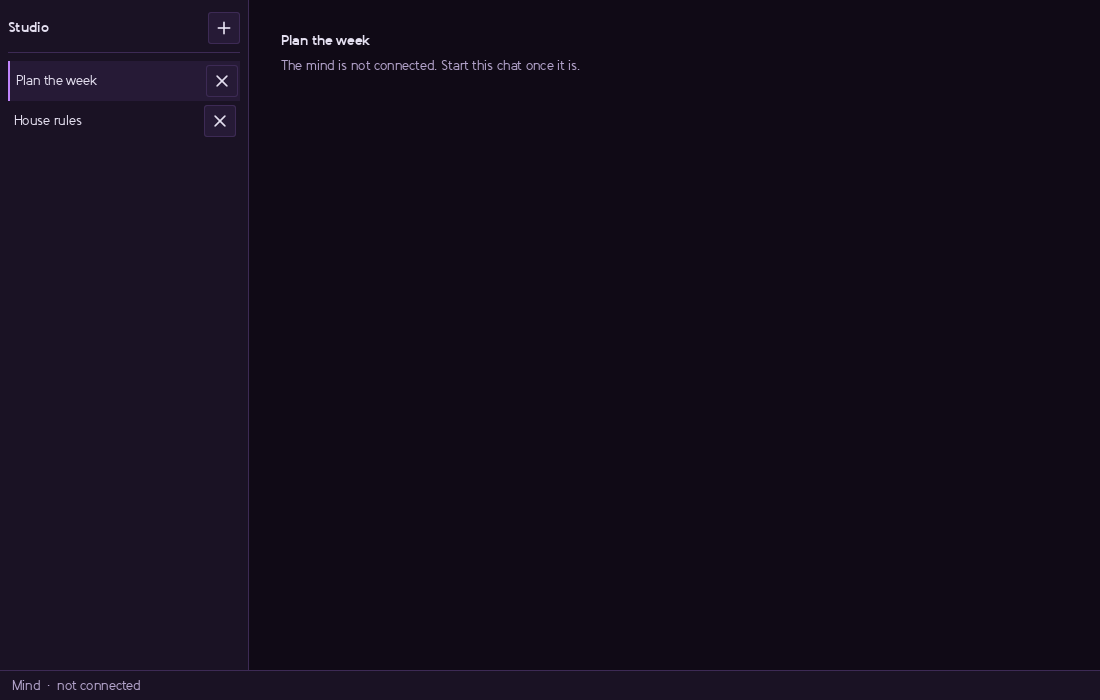 Studio
Plan the week
House rules
Plan the week
The mind is not connected. Start this chat once it is.
Mind · not connected